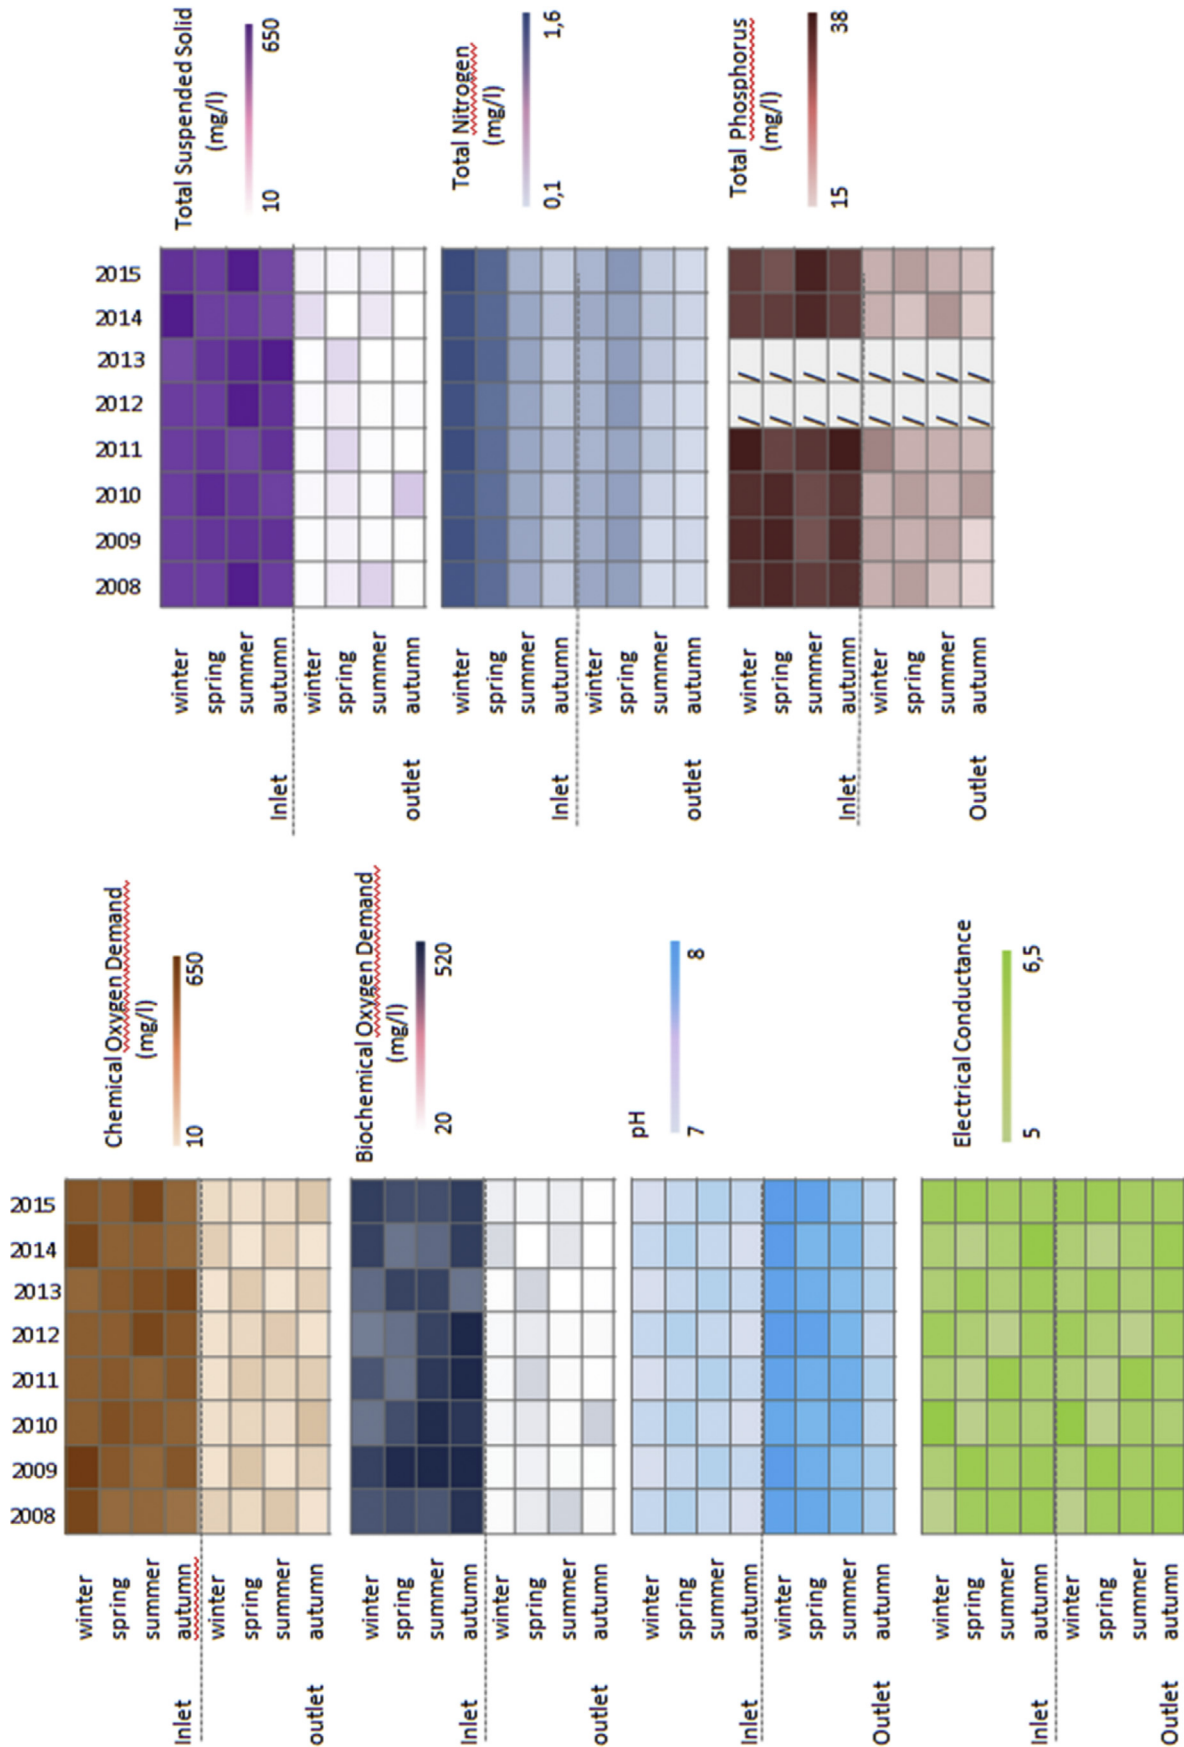 Chemical Oxygen Demand
(mg/l)
10
650
2008
2009
2010
2011
2012
2013
2014
2015
winter
spring
summer
autumn
winter
spring
summer
autumn
Inlet
outlet
Biochemical Oxygen Demand
(mg/l)
20
520
winter
spring
summer
autumn
winter
spring
summer
autumn
Inlet
outlet
pH
7
8
winter
spring
summer
autumn
winter
spring
summer
autumn
Inlet
Outlet
Electrical Conductance
5
6,5
winter
spring
summer
autumn
winter
spring
summer
autumn
Inlet
Outlet
Total Suspended Solid
(mg/l)
10
650
2008
2009
2010
2011
2012
2013
2014
2015
winter
spring
summer
autumn
winter
spring
summer
autumn
Inlet
outlet
Total Nitrogen
(mg/l)
0,1
1,6
winter
spring
summer
autumn
winter
spring
summer
autumn
Inlet
outlet
Total Phosphorus
(mg/l)
15
38
winter
spring
summer
autumn
winter
spring
summer
autumn
/ /
/ /
/ /
/ /
/ /
/ /
/ /
/ /
Inlet
Outlet